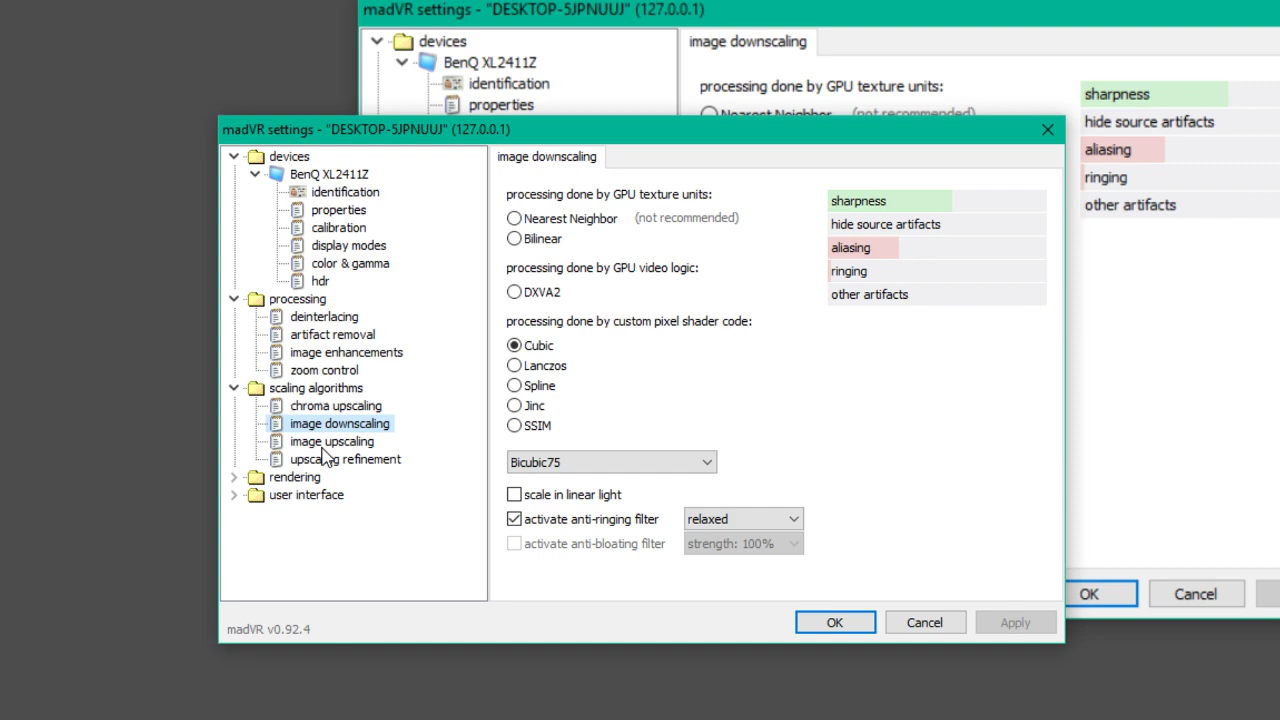 madVR settings - "DESKTOP-5JPNUUJ" (127.0.0.1)
devices
BenQ XL2411Z
identification
properties
image downscaling
processing done by GPU texture units:
Nearest Neighbor (not recommended)
sharpness
hide source artifacts
aliasing
ringing
other artifacts
OK
Cancel
madVR settings - "DESKTOP-5JPNUUJ" (127.0.0.1)
devices
BenQ XL2411Z
identification
properties
calibration
display modes
color & gamma
hdr
processing
deinterlacing
artifact removal
image enhancements
zoom control
scaling algorithms
chroma upscaling
image downscaling
image upscaling
upscaling refinement
rendering
user interface
madVR v0.92.4
image downscaling
processing done by GPU texture units:
Nearest Neighbor (not recommended)
Bilinear
processing done by GPU video logic:
DXVA2
processing done by custom pixel shader code:
Cubic
Lanczos
Spline
Jinc
SSIM
Bicubic75
scale in linear light
activate anti-ringing filter relaxed
activate anti-bloating filter strength: 100%
sharpness
hide source artifacts
aliasing
ringing
other artifacts
OK
Cancel
Apply